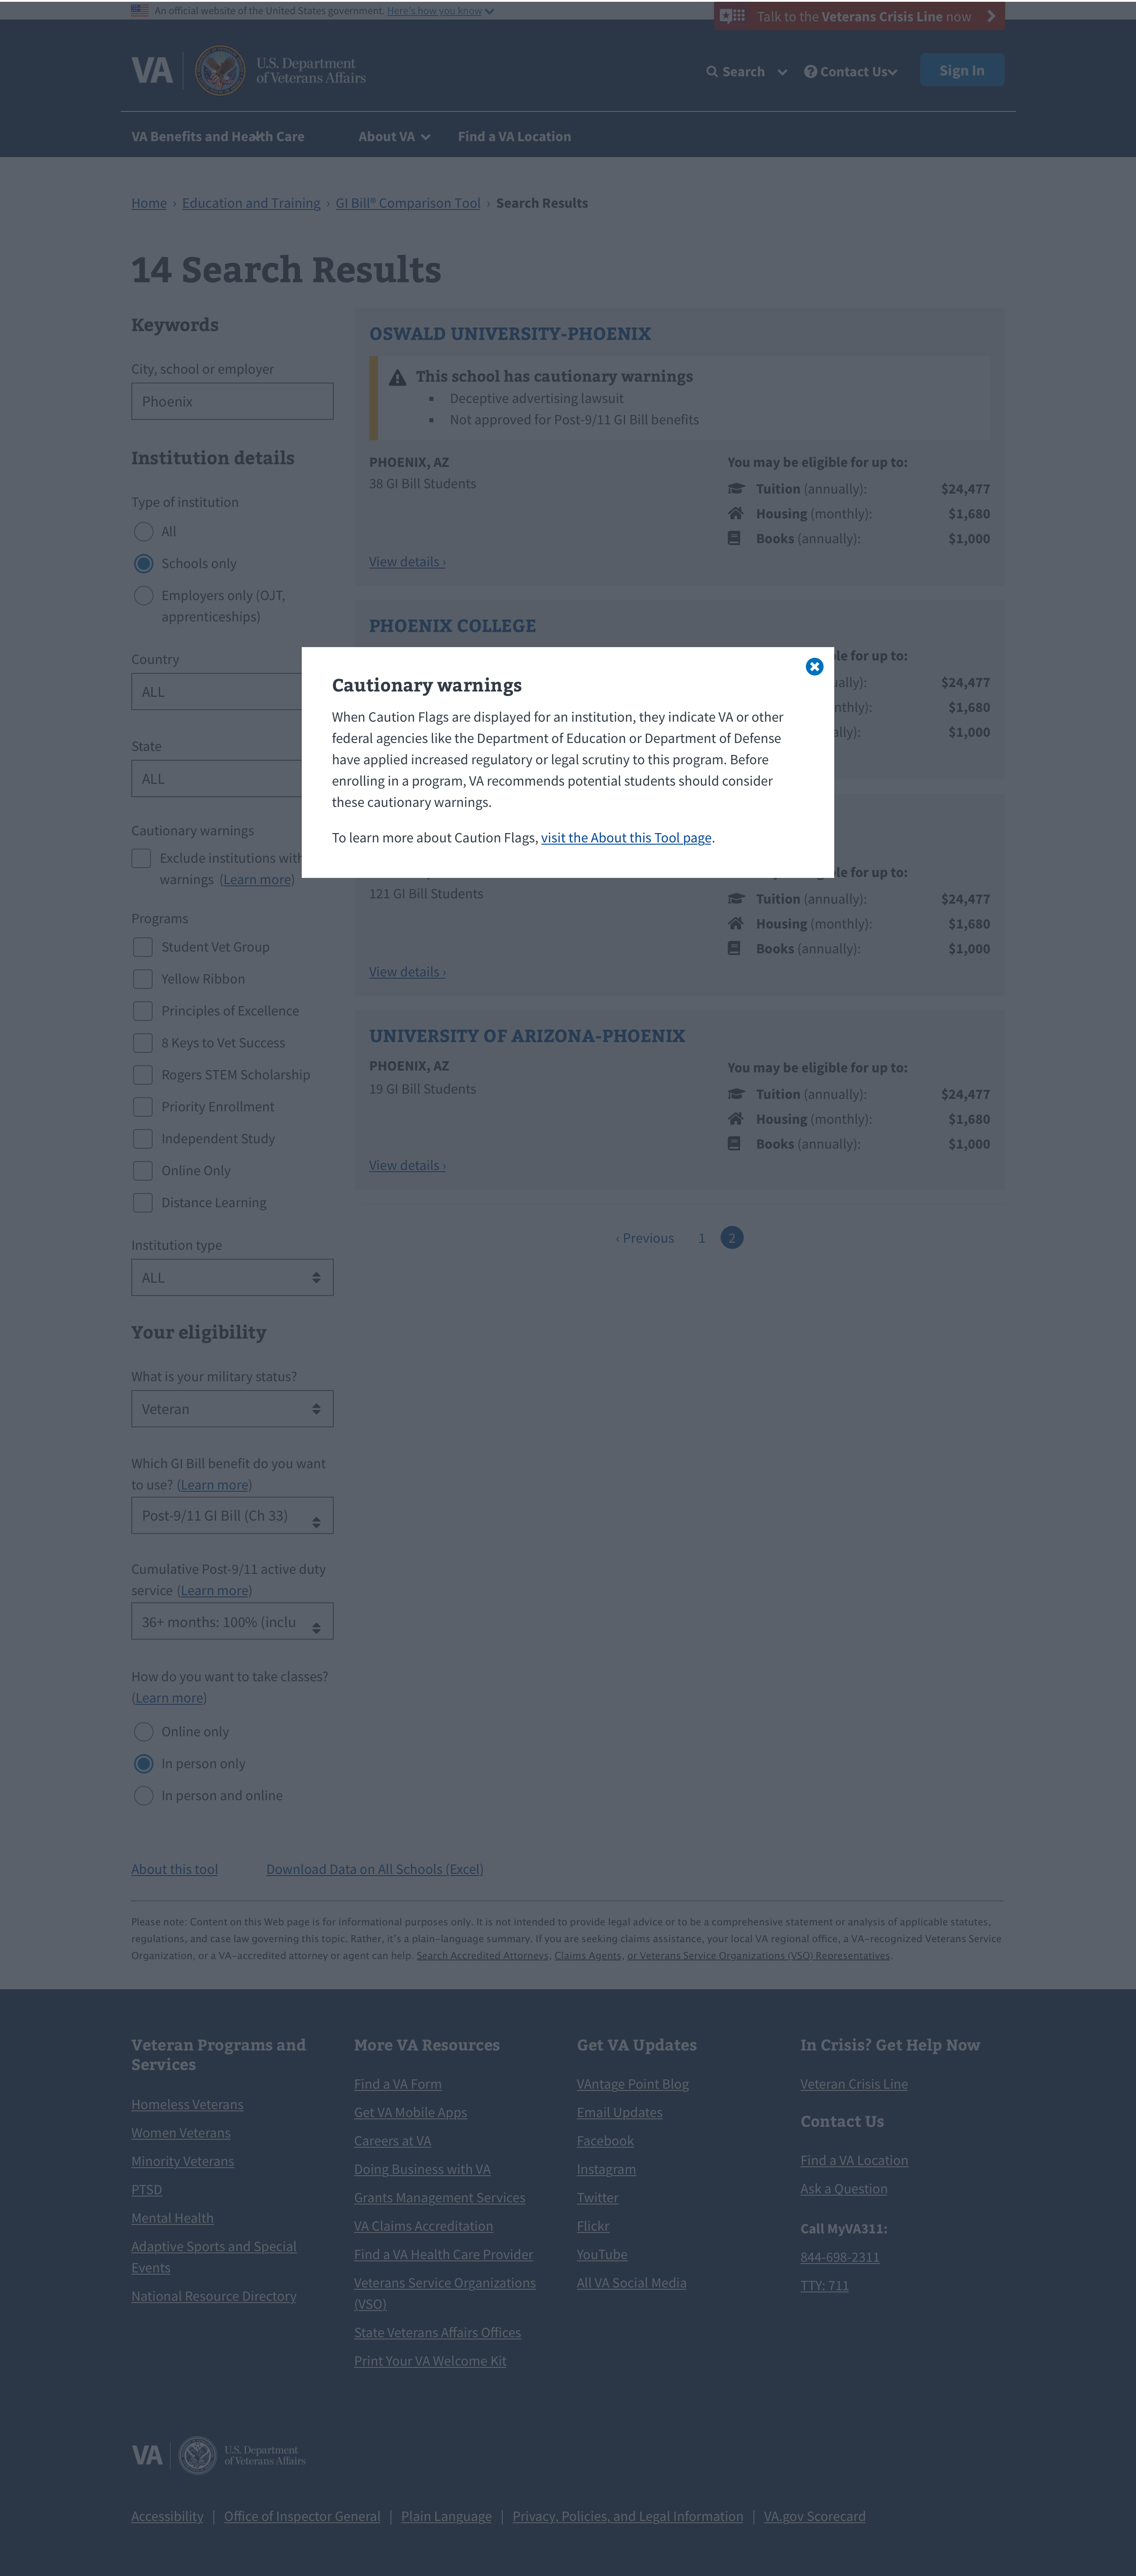 An official website of the United States government. Here's how you know
Talk to the Veterans Crisis Line now
VA
U.S. Department
of Veterans Affairs
Search
Contact Us
Sign In
VA Benefits and Health Care
About VA
Find a VA Location
Home › Education and Training › GI Bill® Comparison Tool › Search Results
14 Search Results
Keywords
City, school or employer
Phoenix
Institution details
Type of institution
All
Schools only
Employers only (OJT,
apprenticeships)
Country
ALL
State
ALL
Cautionary warnings
Exclude institutions with
warnings (Learn more)
Programs
Student Vet Group
Yellow Ribbon
Principles of Excellence
8 Keys to Vet Success
Rogers STEM Scholarship
Priority Enrollment
Independent Study
Online Only
Distance Learning
Institution type
ALL
Your eligibility
What is your military status?
Veteran
Which GI Bill benefit do you want
to use? (Learn more)
Post-9/11 GI Bill (Ch 33)
Cumulative Post-9/11 active duty
service (Learn more)
36+ months: 100% (inclu
How do you want to take classes?
(Learn more)
Online only
In person only
In person and online
OSWALD UNIVERSITY-PHOENIX
This school has cautionary warnings
▪ Deceptive advertising lawsuit
▪ Not approved for Post-9/11 GI Bill benefits
PHOENIX, AZ
38 GI Bill Students
You may be eligible for up to:
Tuition (annually): $24,477
Housing (monthly): $1,680
Books (annually): $1,000
View details ›
PHOENIX COLLEGE
for up to:
$24,477
$1,680
$1,000
Cautionary warnings
When Caution Flags are displayed for an institution, they indicate VA or other
federal agencies like the Department of Education or Department of Defense
have applied increased regulatory or legal scrutiny to this program. Before
enrolling in a program, VA recommends potential students should consider
these cautionary warnings.
To learn more about Caution Flags, visit the About this Tool page.
for up to:
121 GI Bill Students
Tuition (annually): $24,477
Housing (monthly): $1,680
Books (annually): $1,000
View details ›
UNIVERSITY OF ARIZONA-PHOENIX
PHOENIX, AZ
19 GI Bill Students
You may be eligible for up to:
Tuition (annually): $24,477
Housing (monthly): $1,680
Books (annually): $1,000
View details ›
‹ Previous 1 2
About this tool
Download Data on All Schools (Excel)
Please note: Content on this Web page is for informational purposes only. It is not intended to provide legal advice or to be a comprehensive statement or analysis of applicable statutes,
regulations, and case law governing this topic. Rather, it's a plain-language summary. If you are seeking claims assistance, your local VA regional office, a VA-recognized Veterans Service
Organization, or a VA-accredited attorney or agent can help. Search Accredited Attorneys, Claims Agents, or Veterans Service Organizations (VSO) Representatives.
Veteran Programs and
Services
Homeless Veterans
Women Veterans
Minority Veterans
PTSD
Mental Health
Adaptive Sports and Special
Events
National Resource Directory
More VA Resources
Find a VA Form
Get VA Mobile Apps
Careers at VA
Doing Business with VA
Grants Management Services
VA Claims Accreditation
Find a VA Health Care Provider
Veterans Service Organizations
(VSO)
State Veterans Affairs Offices
Print Your VA Welcome Kit
Get VA Updates
VAntage Point Blog
Email Updates
Facebook
Instagram
Twitter
Flickr
YouTube
All VA Social Media
In Crisis? Get Help Now
Veteran Crisis Line
Contact Us
Find a VA Location
Ask a Question
Call MyVA311:
844-698-2311
TTY: 711
VA
U.S. Department
of Veterans Affairs
Accessibility | Office of Inspector General | Plain Language | Privacy, Policies, and Legal Information | VA.gov Scorecard